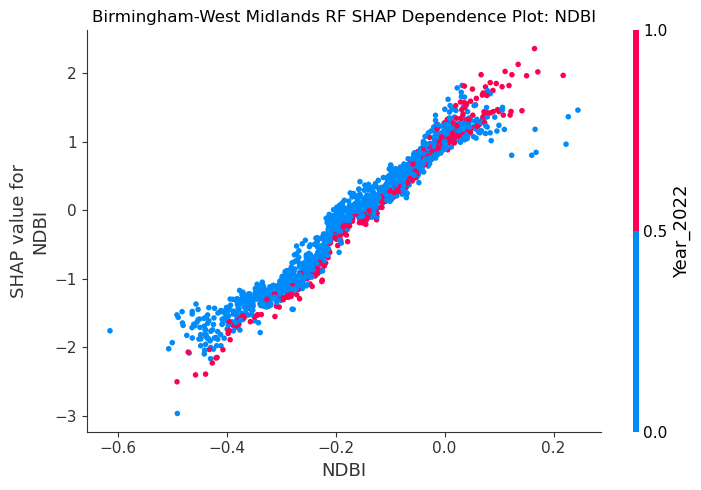 Birmingham-West Midlands RF SHAP Dependence Plot: NDBI
SHAP value for
NDBI
2
1
0
−1
−2
−3
−0.6
−0.4
−0.2
0.0
0.2
NDBI
1.0
0.5
0.0
Year_2022